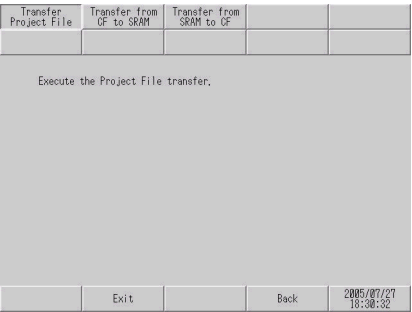 Transfer
Project File
Transfer from
CF to SRAM
Transfer from
SRAM to CF
Execute the Project File transfer.
Exit
Back
2005/07/27
18:30:32